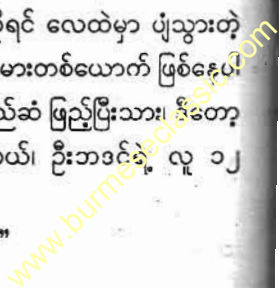 ရင် လေထဲမှာ ပျံသွားတဲ့
မားတစ်ယောက် ဖြစ်နေပါ
ည်ဆံ ဖြည့်ပြီးသား၊ ဒီတော့
ယ်၊ ဦးဘဒင်ရဲ့ လူ ၁၂
”
www.burmeseclassic.com